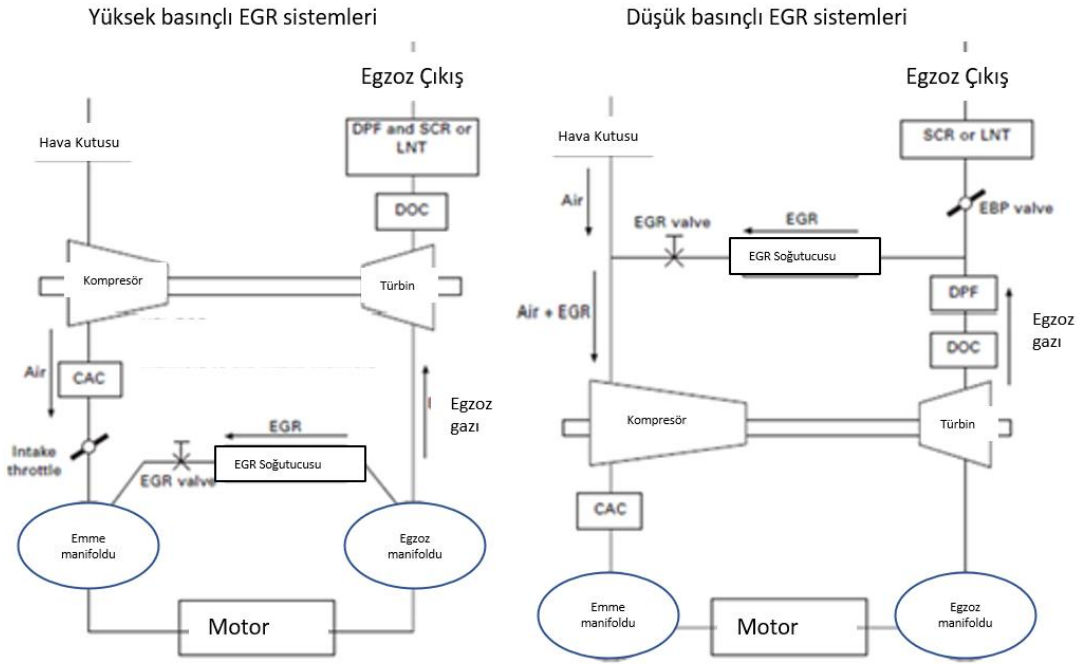 Yüksek basınçlı EGR sistemleri
Egzoz Çıkış
Hava Kutusu
DPF and SCR or
LNT
DOC
Kompresör
Türbin
Air
CAC
Egzoz
gazı
Intake
throttle
EGR
EGR Soğutucusu
EGR valve
Emme
manifoldu
Egzoz
manifoldu
Motor
Düşük basınçlı EGR sistemleri
Egzoz Çıkış
Hava Kutusu
SCR or LNT
Air
EBP valve
EGR valve
EGR
EGR Soğutucusu
DPF
Air + EGR
Egzoz
gazı
DOC
Kompresör
Türbin
CAC
Emme
manifoldu
Motor
Egzoz
manifoldu